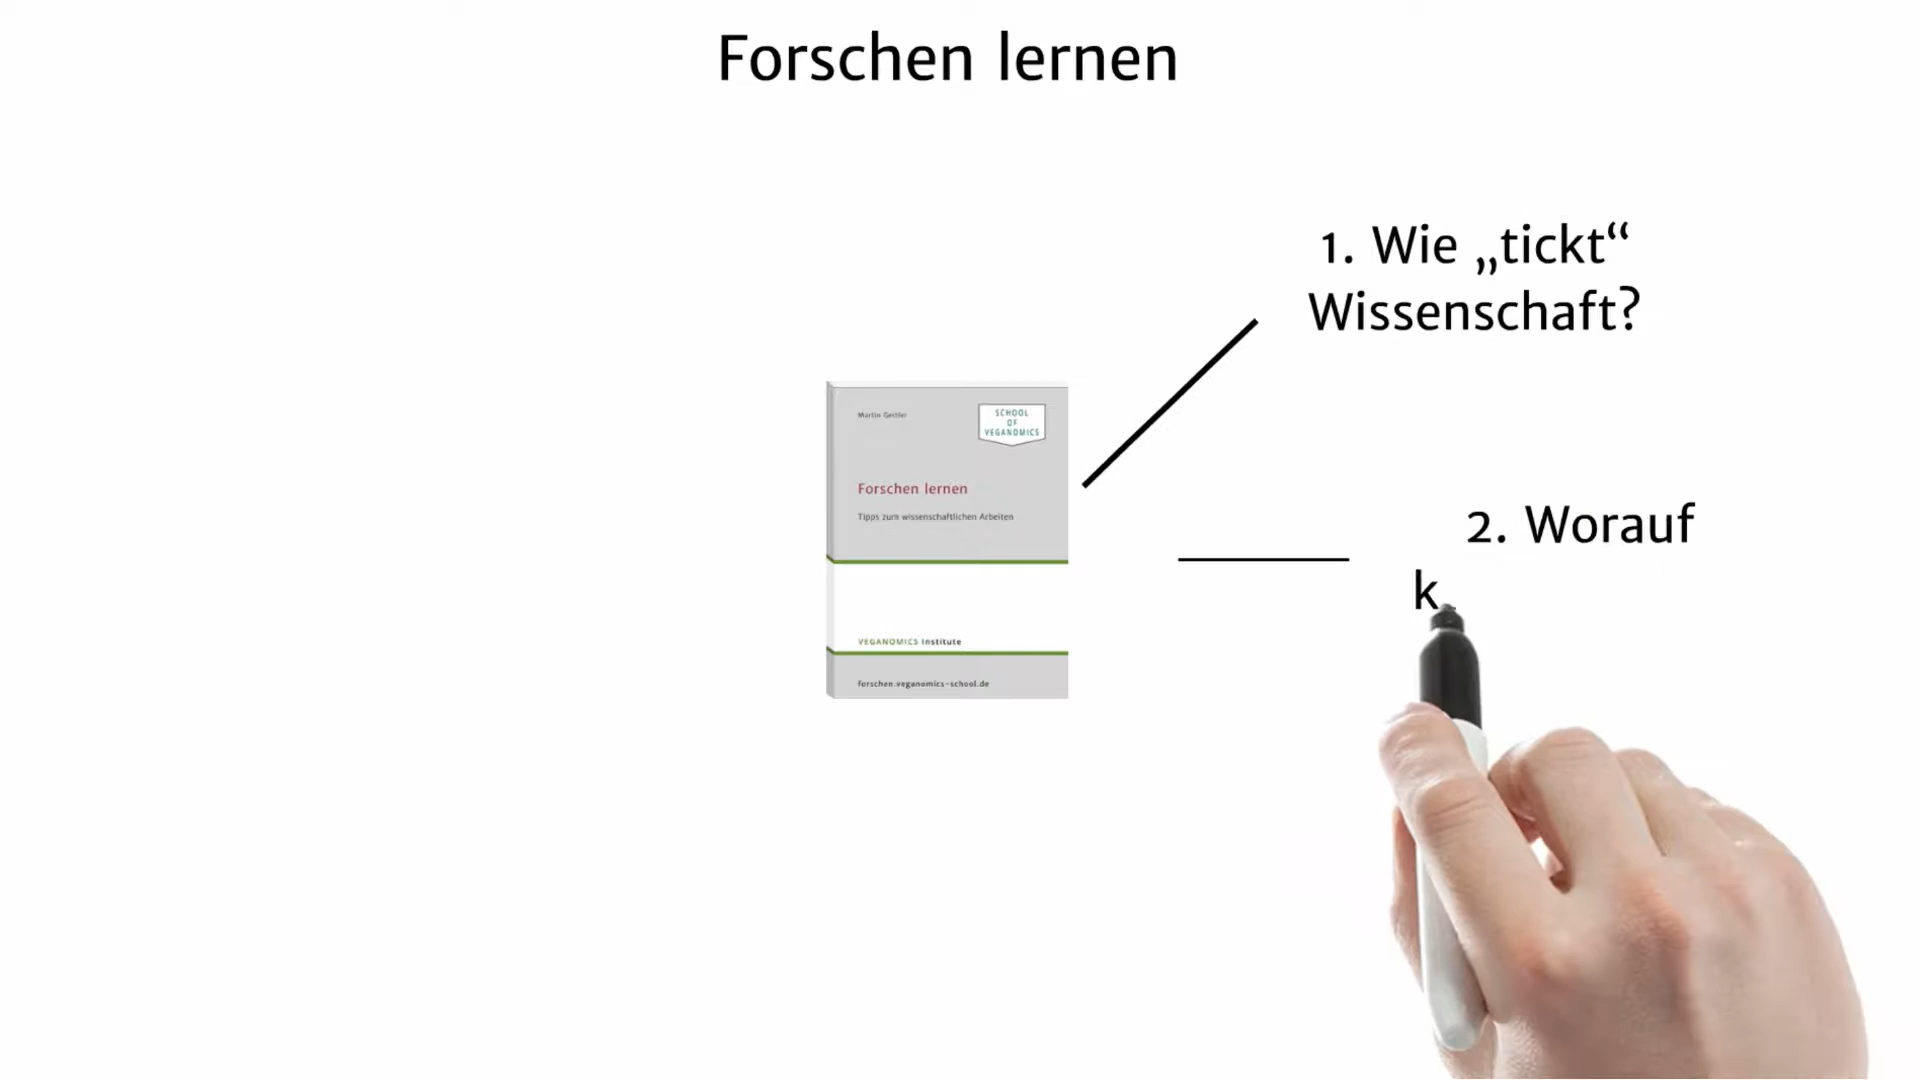 Forschen lernen
1. Wie „tickt“
Wissenschaft?
Martin Gertler
SCHOOL
OF
VEGANOMICS
Forschen lernen
Tipps zum wissenschaftlichen Arbeiten
2. Worauf
k
VEGANOMICS Institute
forschen.veganomics-school.de